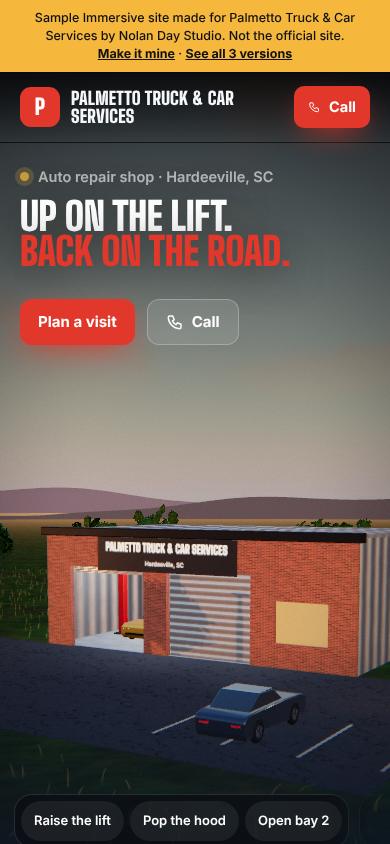 Sample Immersive site made for Palmetto Truck & Car
Services by Nolan Day Studio. Not the official site.
Make it mine · See all 3 versions
P
PALMETTO TRUCK & CAR
SERVICES
Call
Auto repair shop · Hardeeville, SC
UP ON THE LIFT.
BACK ON THE ROAD.
Plan a visit
Call
PALMETTO TRUCK & CAR SERVICES
Hardeeville, SC
Raise the lift
Pop the hood
Open bay 2